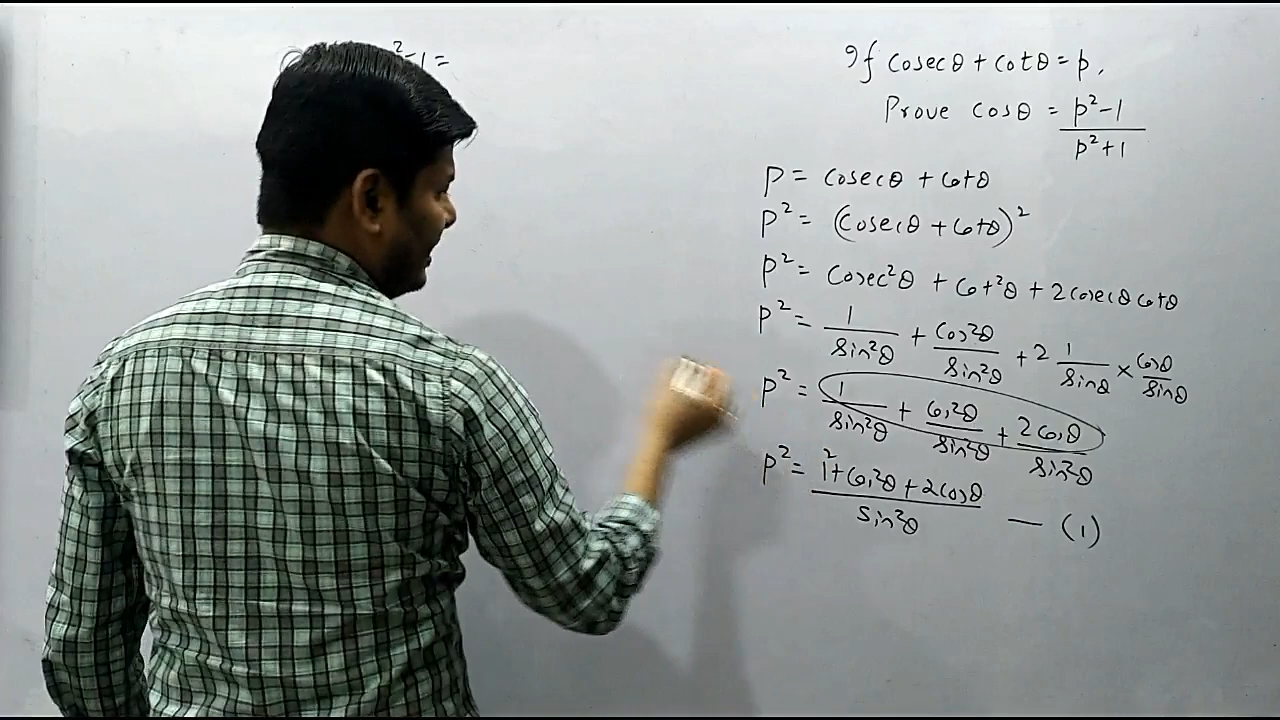 ²-1=
If cosecθ + cotθ = p,
Prove cosθ = p²-1 / p²+1
p = cosecθ + cotθ
p² = (cosecθ + cotθ)²
p² = cosec²θ + cot²θ + 2cosecθ cotθ
p² = 1/sin²θ + cos²θ/sin²θ + 2 1/sinθ × cosθ/sinθ
p² = 1/sin²θ + cos²θ/sin²θ + 2cosθ/sin²θ
p² = 1²+cos²θ+2cosθ / sin²θ — (1)